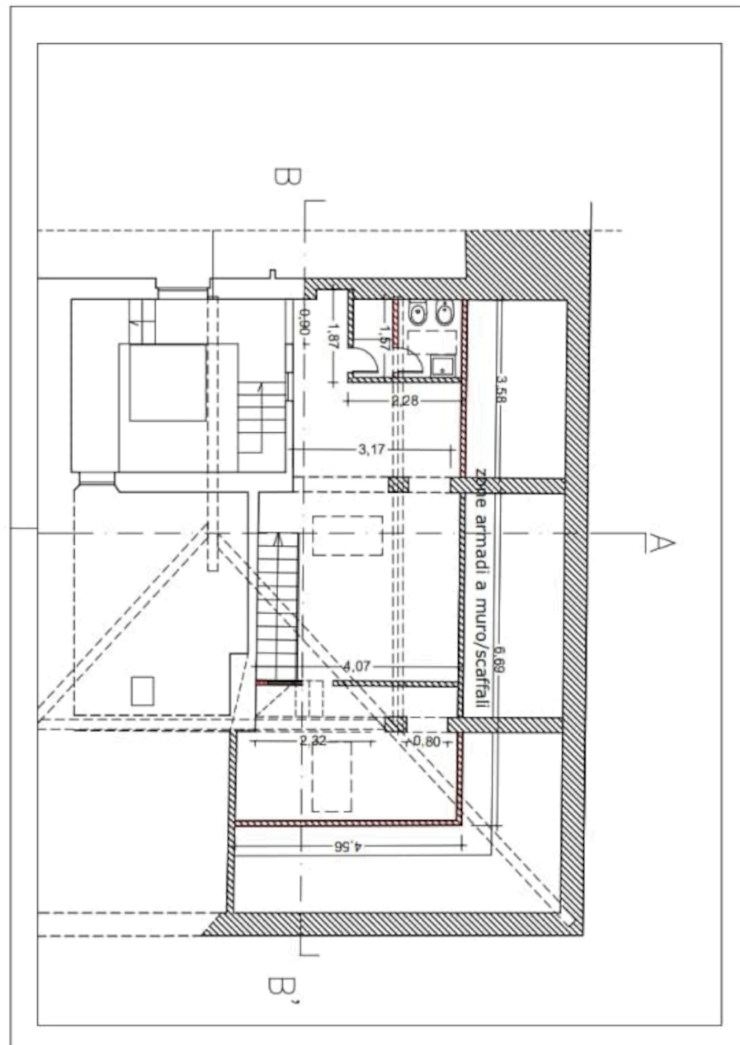 B
0,90
1,87
1,57
2,28
3,58
3,17
zone armadi a muro/scaffali
A
6,69
4,07
2,32
0,80
4,56
B'